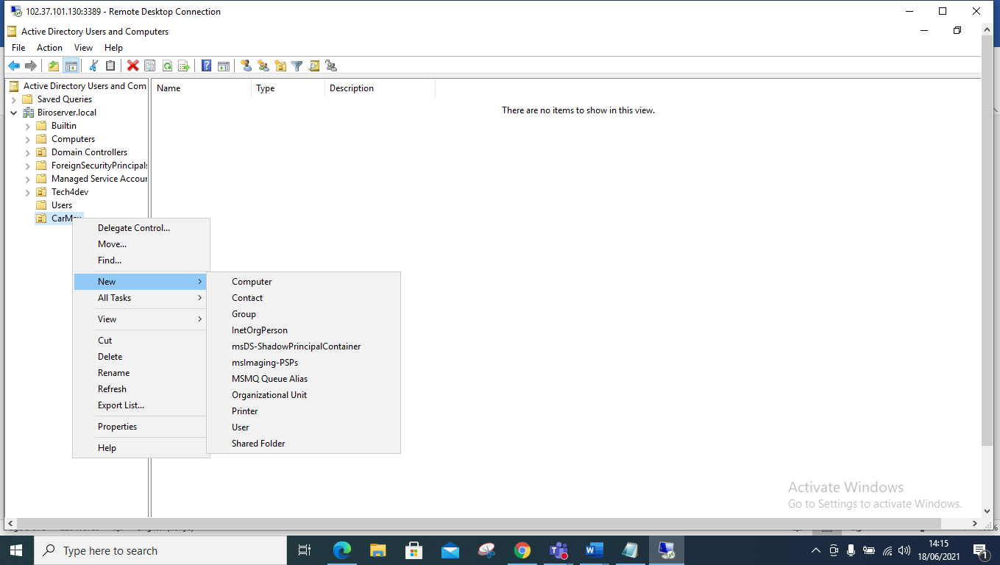 102.37.101.130:3389 - Remote Desktop Connection
Active Directory Users and Computers
File Action View Help
Active Directory Users and Com
Saved Queries
Biroserver.local
Builtin
Computers
Domain Controllers
ForeignSecurityPrincipals
Managed Service Accour
Tech4dev
Users
CarMax
Name Type Description
There are no items to show in this view.
Delegate Control...
Move...
Find...
New
All Tasks
View
Cut
Delete
Rename
Refresh
Export List...
Properties
Help
Computer
Contact
Group
InetOrgPerson
msDS-ShadowPrincipalContainer
msImaging-PSPs
MSMQ Queue Alias
Organizational Unit
Printer
User
Shared Folder
Activate Windows
Go to Settings to activate Windows.
Type here to search
14:15
18/06/2021
1